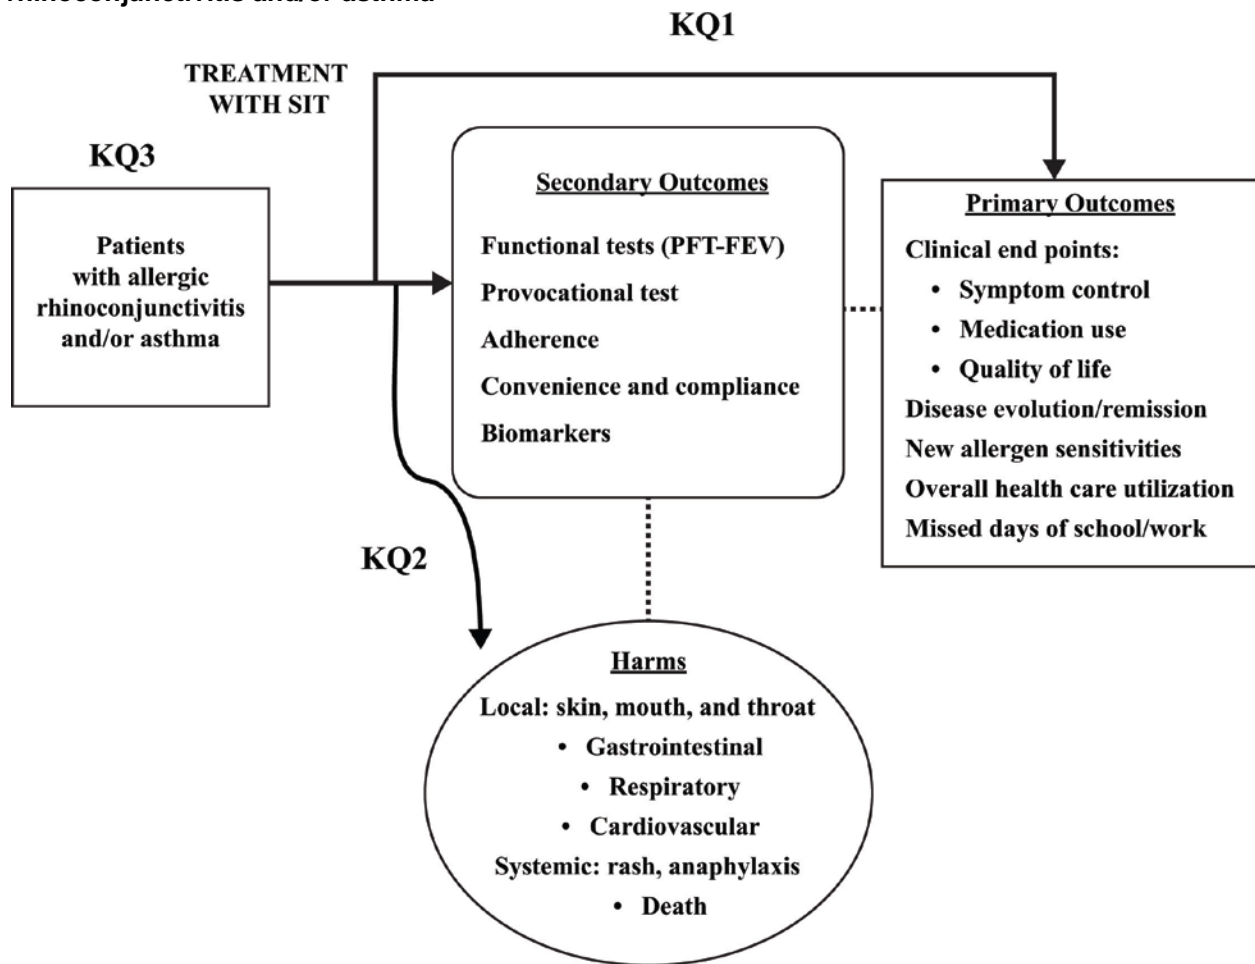 rhinoconjunctivitis and/or asthma
KQ1
TREATMENT
WITH SIT
KQ3
Patients
with allergic
rhinoconjunctivitis
and/or asthma
Secondary Outcomes
Functional tests (PFT-FEV)
Provocational test
Adherence
Convenience and compliance
Biomarkers
Primary Outcomes
Clinical end points:
• Symptom control
• Medication use
• Quality of life
Disease evolution/remission
New allergen sensitivities
Overall health care utilization
Missed days of school/work
KQ2
Harms
Local: skin, mouth, and throat
• Gastrointestinal
• Respiratory
• Cardiovascular
Systemic: rash, anaphylaxis
• Death